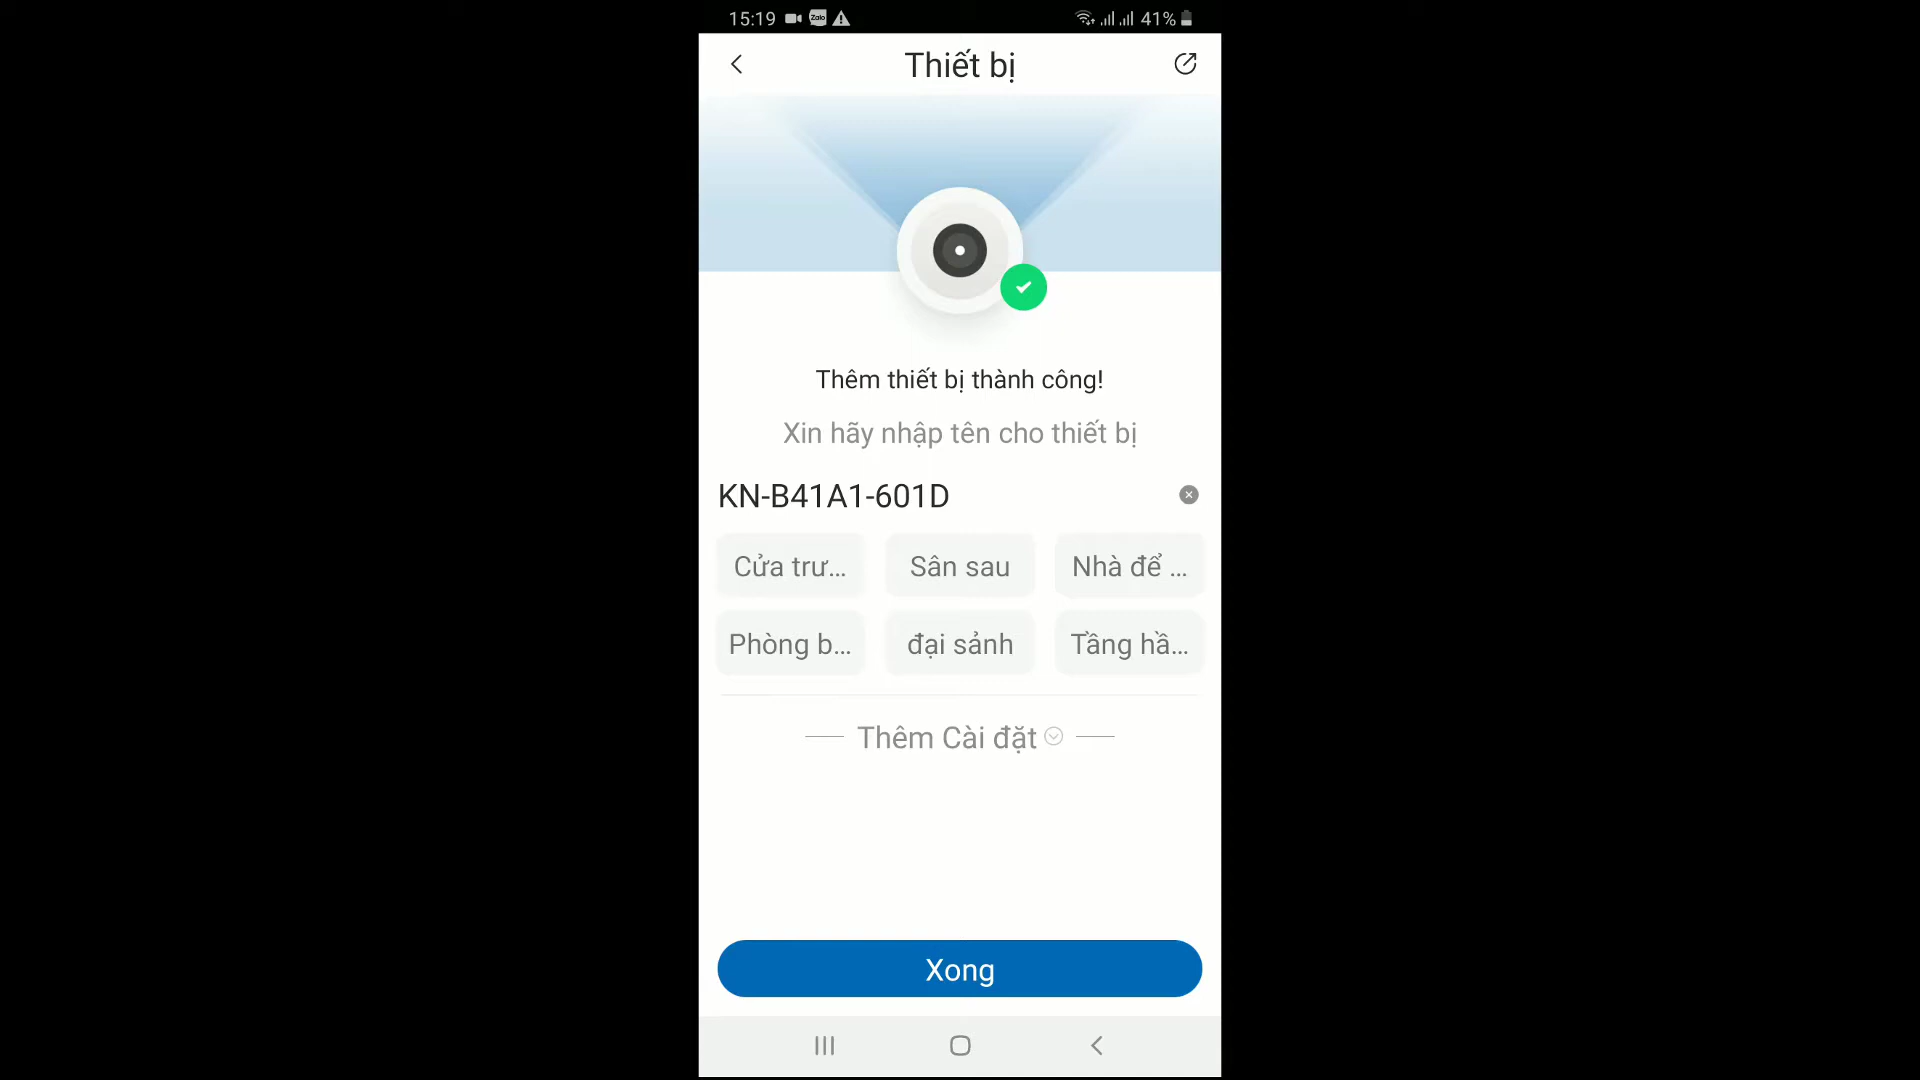 15:19 Zalo 41%
Thiết bị
Thêm thiết bị thành công!
Xin hãy nhập tên cho thiết bị
KN-B41A1-601D
Cửa trư... Sân sau Nhà để ...
Phòng b... đại sảnh Tầng hầ...
Thêm Cài đặt
Xong